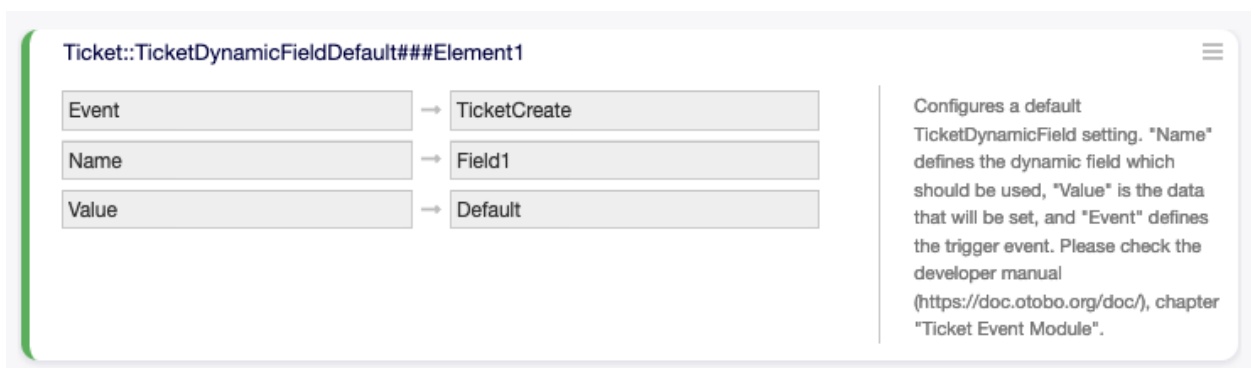 Ticket::TicketDynamicFieldDefault###Element1
Event → TicketCreate
Name → Field1
Value → Default
Configures a default
TicketDynamicField setting. "Name"
defines the dynamic field which
should be used, "Value" is the data
that will be set, and "Event" defines
the trigger event. Please check the
developer manual
(https://doc.otobo.org/doc/), chapter
"Ticket Event Module".